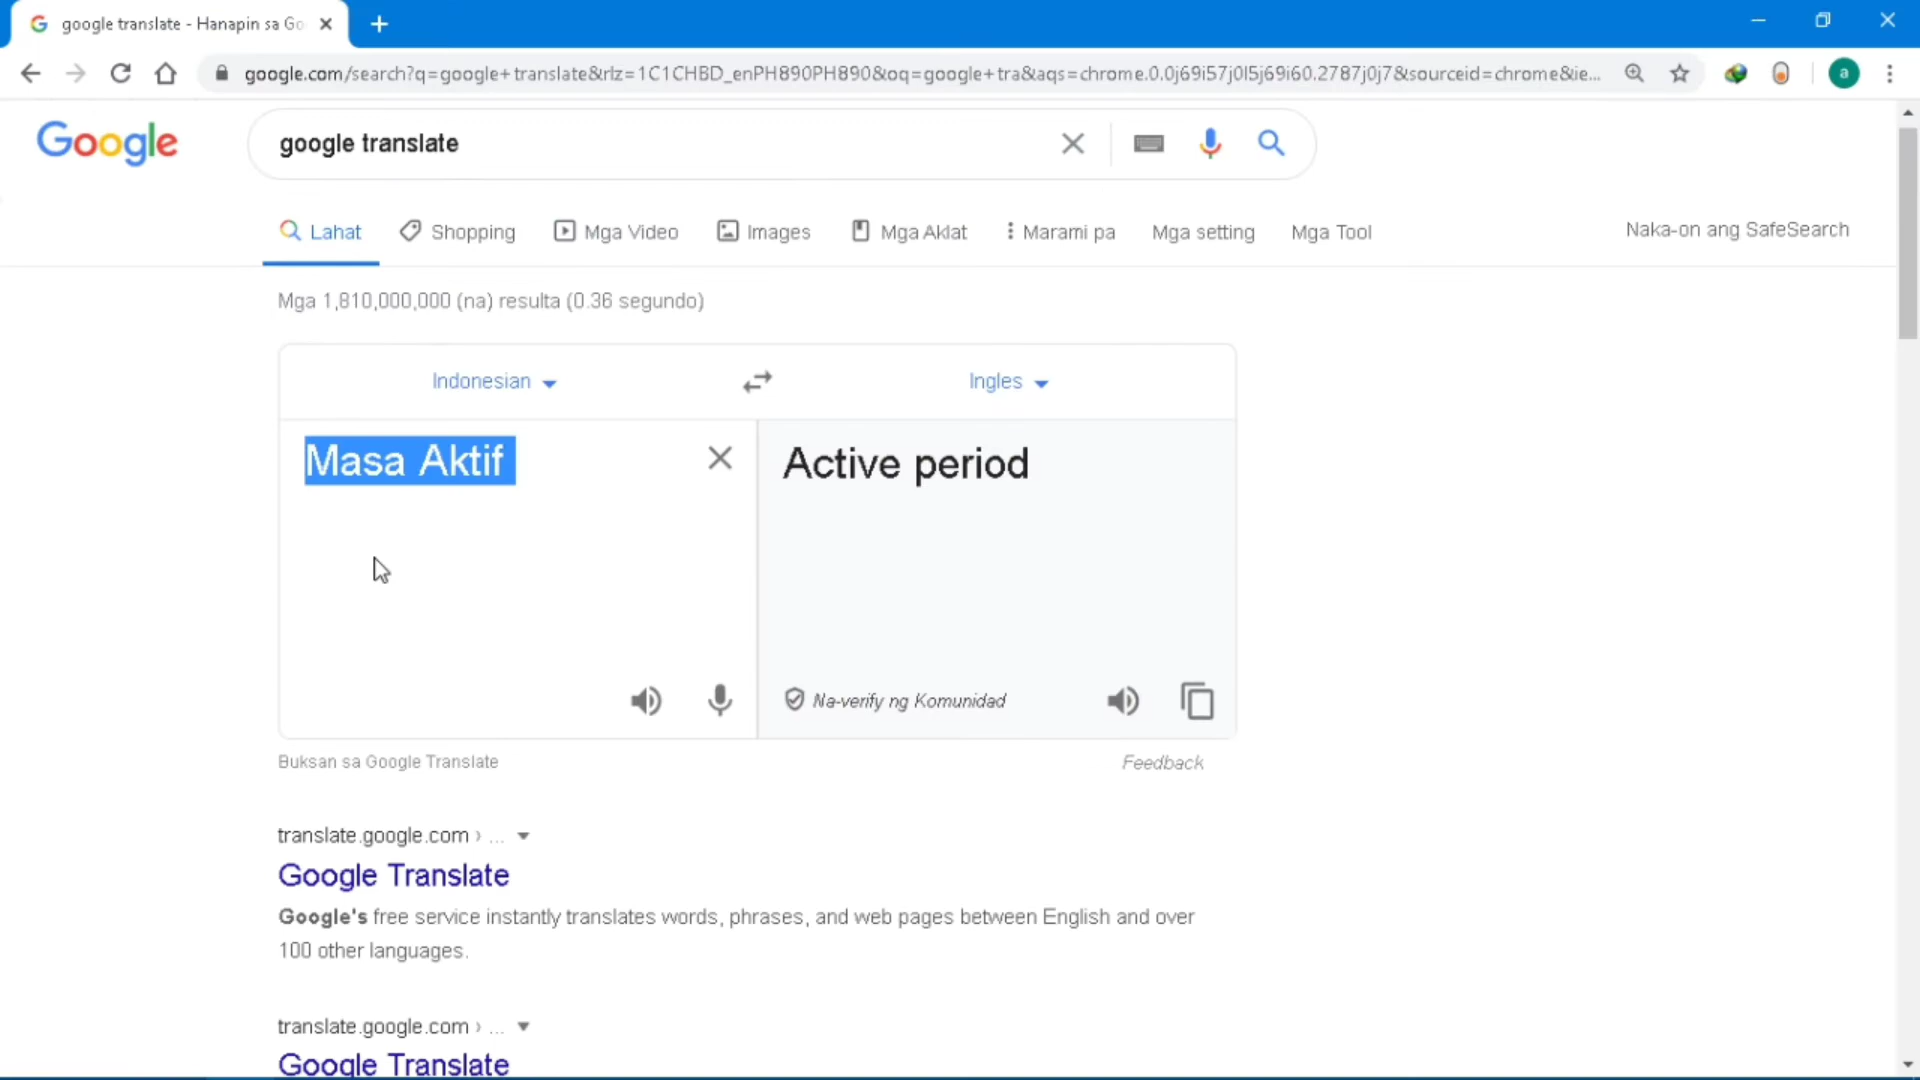 google translate - Hanapin sa Go
google.com/search?q=google+translate&rlz=1C1CHBD_enPH890PH890&oq=google+tra&aqs=chrome.0.0j69i57j0l5j69i60.2787j0j7&sourceid=chrome&ie...
a
Google
google translate
Lahat Shopping Mga Video Images Mga Aklat Marami pa Mga setting Mga Tool Naka-on ang SafeSearch
Mga 1,810,000,000 (na) resulta (0.36 segundo)
Indonesian Ingles
Masa Aktif Active period
Na-verify ng Komunidad
Buksan sa Google Translate Feedback
translate.google.com › ...
Google Translate
Google's free service instantly translates words, phrases, and web pages between English and over
100 other languages.
translate.google.com › ...
Google Translate